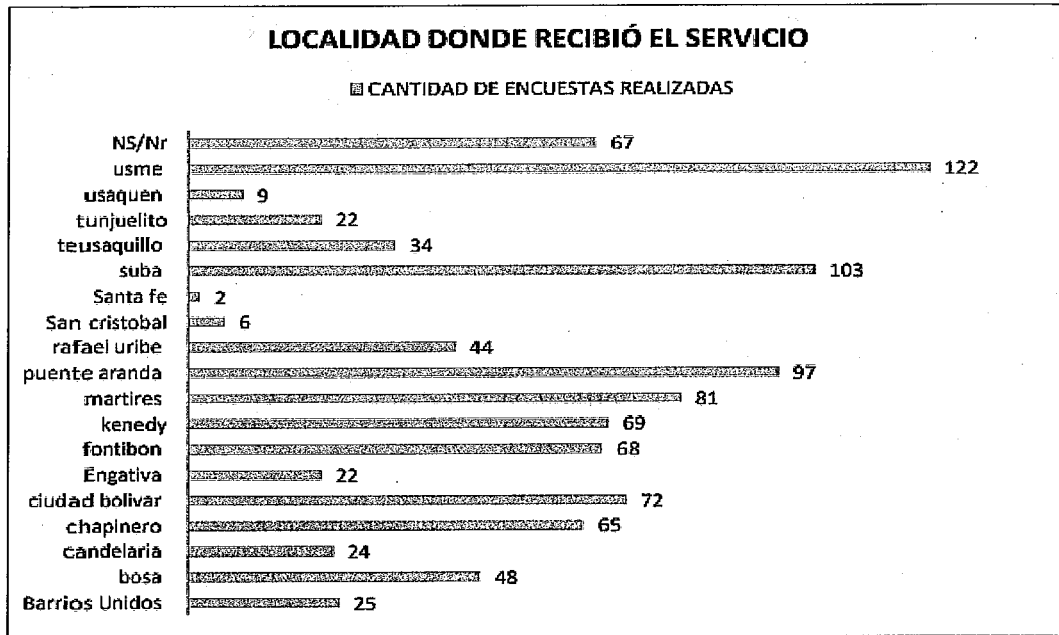 LOCALIDAD DONDE RECIBIÓ EL SERVICIO
CANTIDAD DE ENCUESTAS REALIZADAS
NS/Nr 67
usme 122
usaquen 9
tunjuelito 22
teusaquillo 34
suba 103
Santa fe 2
San cristobal 6
rafael uribe 44
puente aranda 97
martires 81
kenedy 69
fontibon 68
Engativa 22
ciudad bolivar 72
chapinero 65
candelaria 24
bosa 48
Barrios Unidos 25